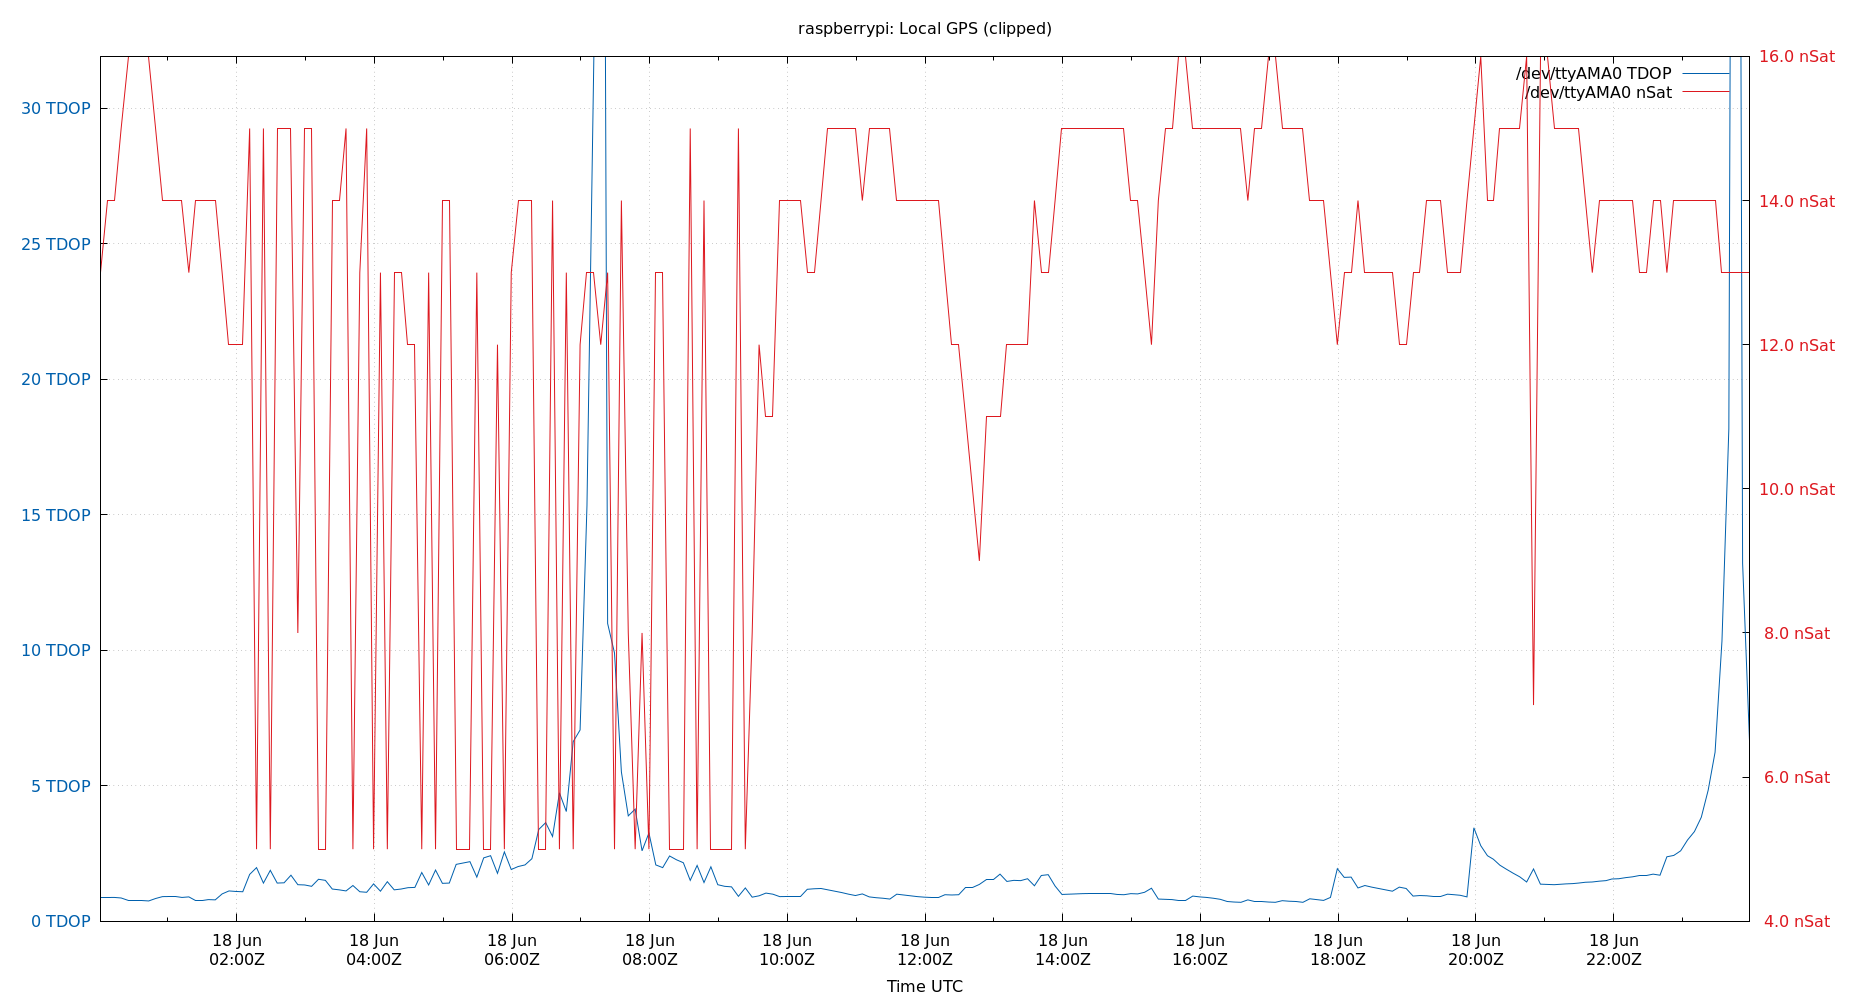 raspberrypi: Local GPS (clipped)
16.0 nSat
/dev/ttyAMA0 TDOP
/dev/ttyAMA0 nSat
30 TDOP
14.0 nSat
25 TDOP
12.0 nSat
20 TDOP
10.0 nSat
15 TDOP
8.0 nSat
10 TDOP
6.0 nSat
5 TDOP
0 TDOP
4.0 nSat
18 Jun 18 Jun 18 Jun 18 Jun 18 Jun 18 Jun 18 Jun 18 Jun 18 Jun 18 Jun 18 Jun
02:00Z 04:00Z 06:00Z 08:00Z 10:00Z 12:00Z 14:00Z 16:00Z 18:00Z 20:00Z 22:00Z
Time UTC